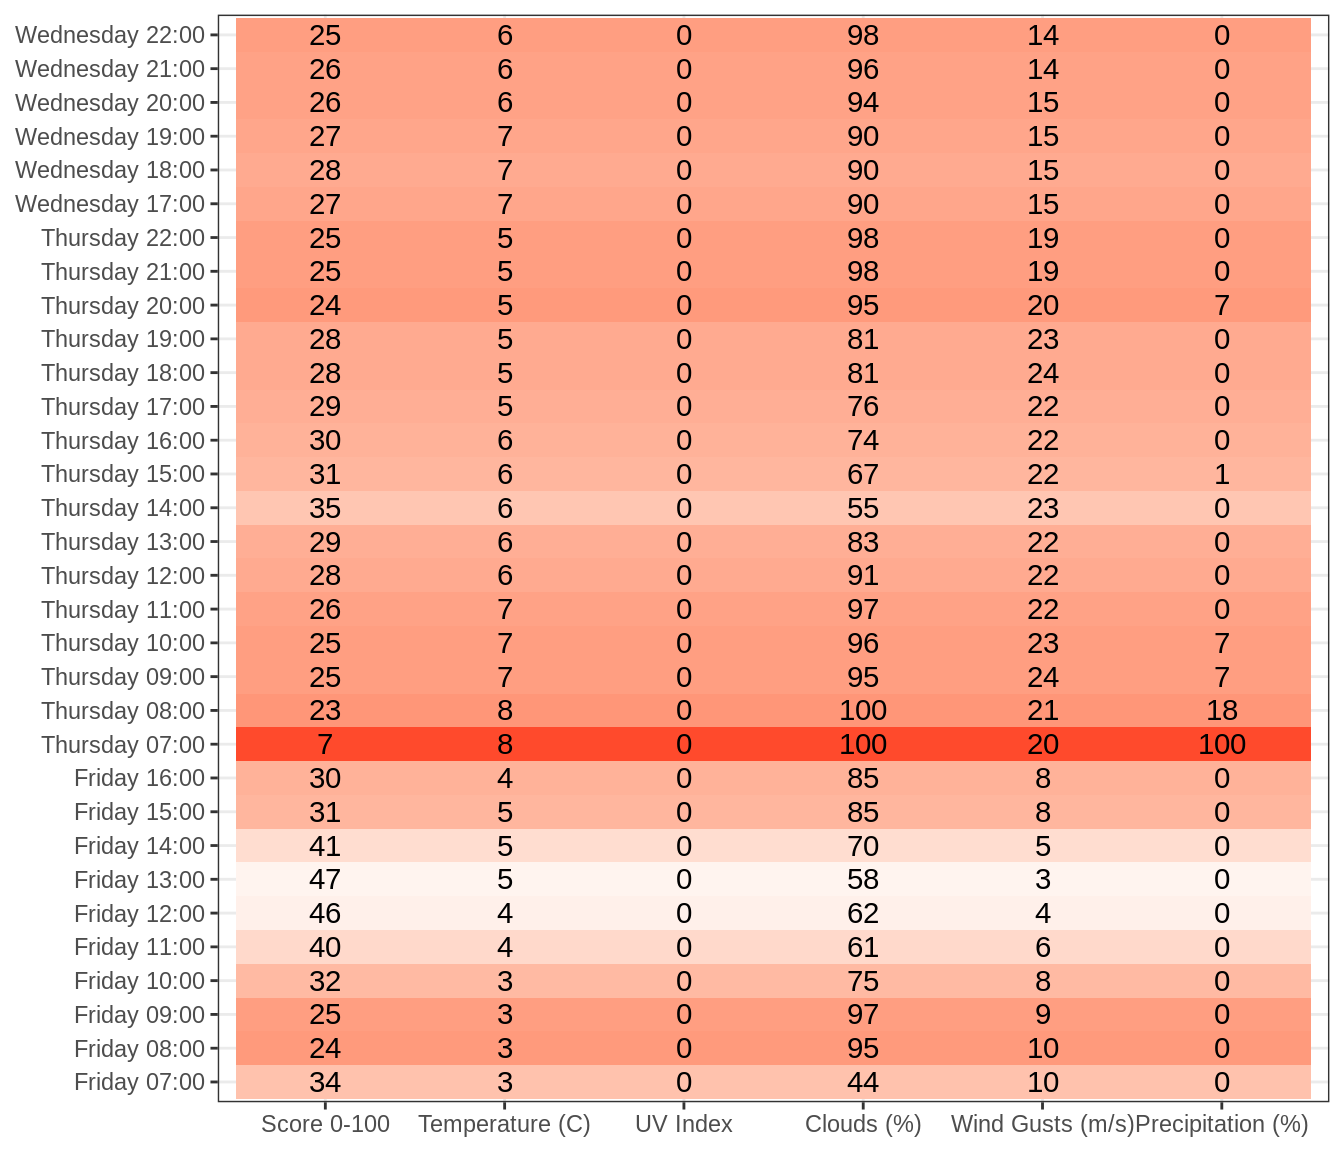 Wednesday 22:00 25 6 0 98 14 0
Wednesday 21:00 26 6 0 96 14 0
Wednesday 20:00 26 6 0 94 15 0
Wednesday 19:00 27 7 0 90 15 0
Wednesday 18:00 28 7 0 90 15 0
Wednesday 17:00 27 7 0 90 15 0
Thursday 22:00 25 5 0 98 19 0
Thursday 21:00 25 5 0 98 19 0
Thursday 20:00 24 5 0 95 20 7
Thursday 19:00 28 5 0 81 23 0
Thursday 18:00 28 5 0 81 24 0
Thursday 17:00 29 5 0 76 22 0
Thursday 16:00 30 6 0 74 22 0
Thursday 15:00 31 6 0 67 22 1
Thursday 14:00 35 6 0 55 23 0
Thursday 13:00 29 6 0 83 22 0
Thursday 12:00 28 6 0 91 22 0
Thursday 11:00 26 7 0 97 22 0
Thursday 10:00 25 7 0 96 23 7
Thursday 09:00 25 7 0 95 24 7
Thursday 08:00 23 8 0 100 21 18
Thursday 07:00 7 8 0 100 20 100
Friday 16:00 30 4 0 85 8 0
Friday 15:00 31 5 0 85 8 0
Friday 14:00 41 5 0 70 5 0
Friday 13:00 47 5 0 58 3 0
Friday 12:00 46 4 0 62 4 0
Friday 11:00 40 4 0 61 6 0
Friday 10:00 32 3 0 75 8 0
Friday 09:00 25 3 0 97 9 0
Friday 08:00 24 3 0 95 10 0
Friday 07:00 34 3 0 44 10 0
Score 0-100 Temperature (C) UV Index Clouds (%) Wind Gusts (m/s) Precipitation (%)